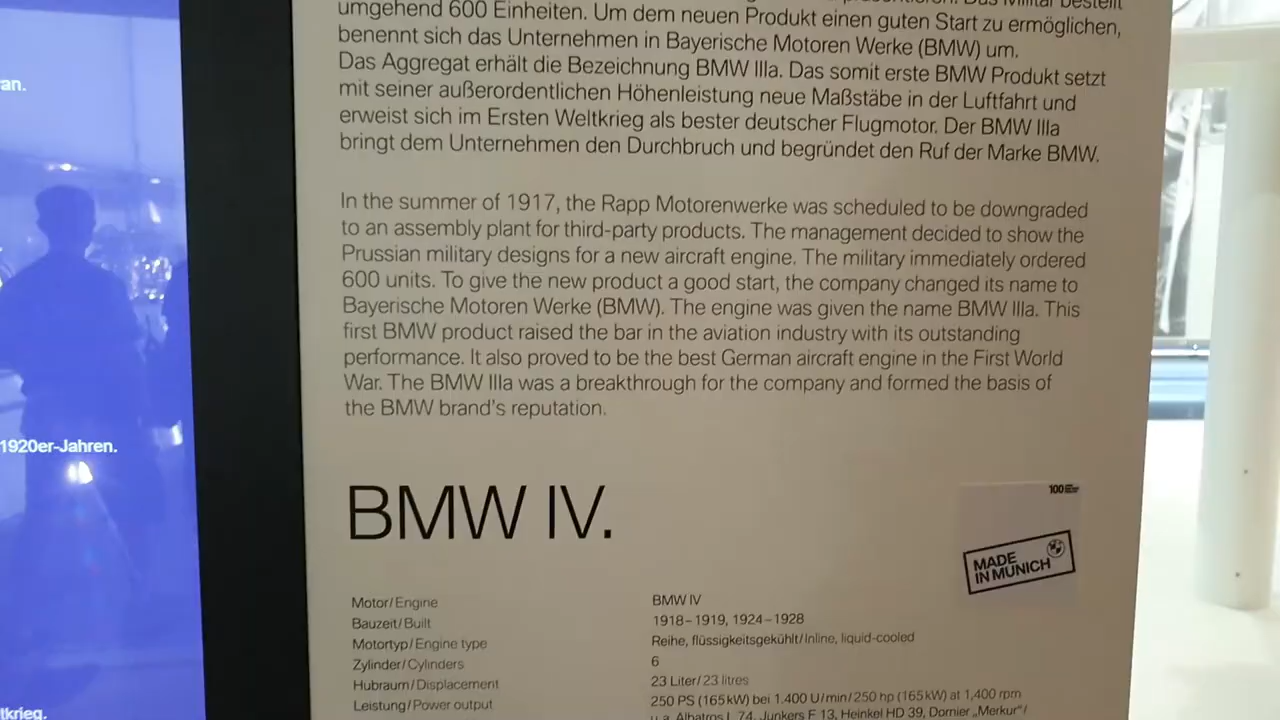 umgehend 600 Einheiten. Um dem neuen Produkt einen guten Start zu ermöglichen,
benennt sich das Unternehmen in Bayerische Motoren Werke (BMW) um.
Das Aggregat erhält die Bezeichnung BMW IIIa. Das somit erste BMW Produkt setzt
mit seiner außerordentlichen Höhenleistung neue Maßstäbe in der Luftfahrt und
erweist sich im Ersten Weltkrieg als bester deutscher Flugmotor. Der BMW IIIa
bringt dem Unternehmen den Durchbruch und begründet den Ruf der Marke BMW.
In the summer of 1917, the Rapp Motorenwerke was scheduled to be downgraded
to an assembly plant for third-party products. The management decided to show the
Prussian military designs for a new aircraft engine. The military immediately ordered
600 units. To give the new product a good start, the company changed its name to
Bayerische Motoren Werke (BMW). The engine was given the name BMW IIIa. This
first BMW product raised the bar in the aviation industry with its outstanding
performance. It also proved to be the best German aircraft engine in the First World
War. The BMW IIIa was a breakthrough for the company and formed the basis of
the BMW brand's reputation.
BMW IV.
100
MADE
IN MUNICH
Motor/Engine BMW IV
Bauzeit/Built 1918–1919, 1924–1928
Motortyp/Engine type Reihe, flüssigkeitsgekühlt/Inline, liquid-cooled
Zylinder/Cylinders 6
Hubraum/Displacement 23 Liter/23 litres
Leistung/Power output 250 PS (165 kW) bei 1.400 U/min/250 hp (165 kW) at 1,400 rpm
u.a. Albatros L 74, Junkers F 13, Heinkel HD 39, Dornier „Merkur"/
an.
1920er-Jahren.
tkrieg.